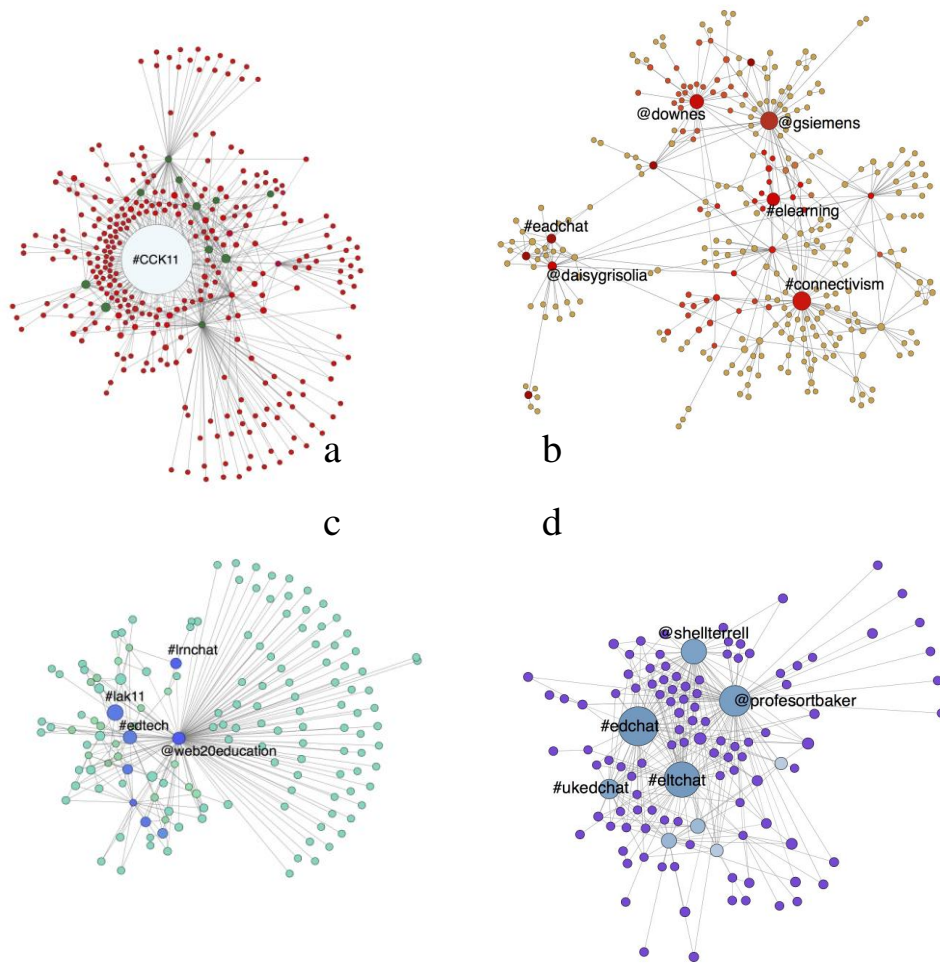 #CCK11
@downes
@gsiemens
#elearning
#eadchat
@daisygrisolia
#connectivism
a
b
c
d
#lrnchat
#lak11
#edtech
@web20education
@shellterrell
@profesortbaker
#edchat
#eltchat
#ukedchat